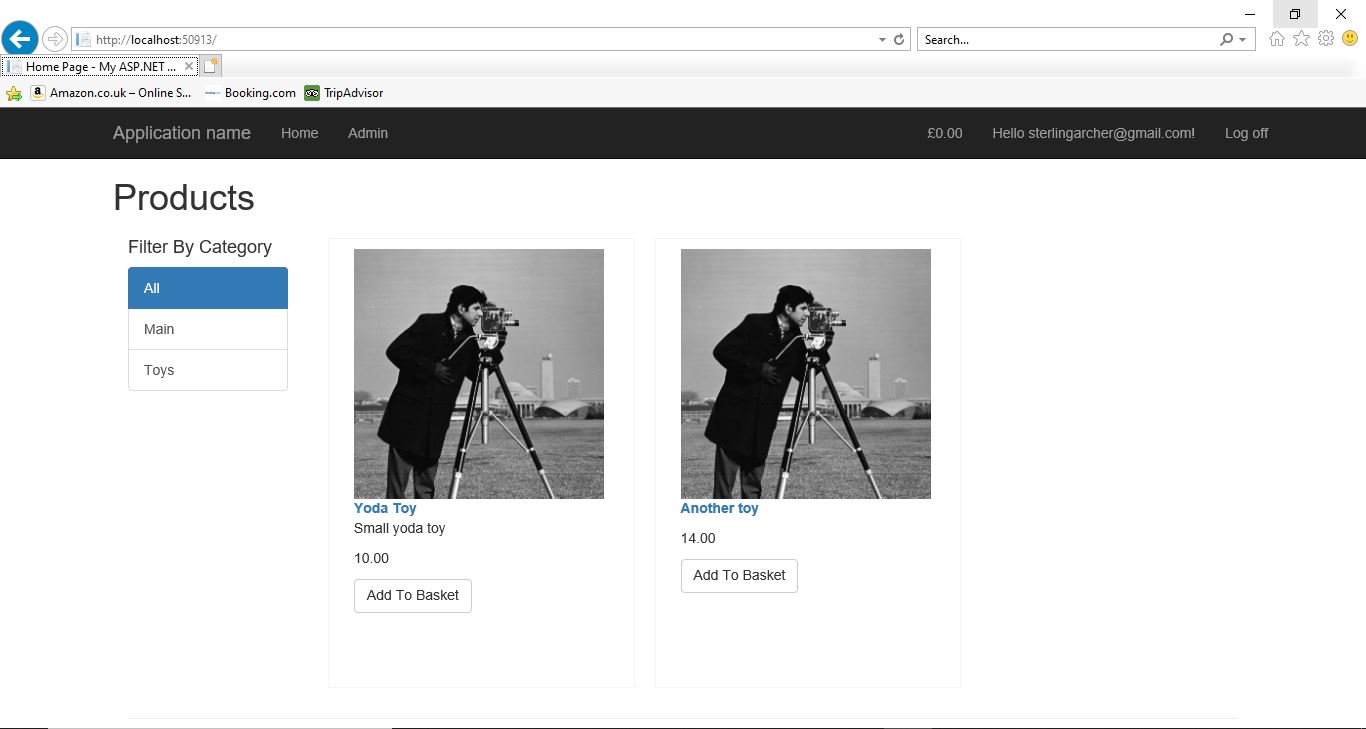 http://localhost:50913/
Search...
Home Page - My ASP.NET ...
Amazon.co.uk – Online S...
Booking.com
TripAdvisor
Application name
Home
Admin
£0.00
Hello sterlingarcher@gmail.com!
Log off
Products
Filter By Category
All
Main
Toys
Yoda Toy
Small yoda toy
10.00
Add To Basket
Another toy
14.00
Add To Basket